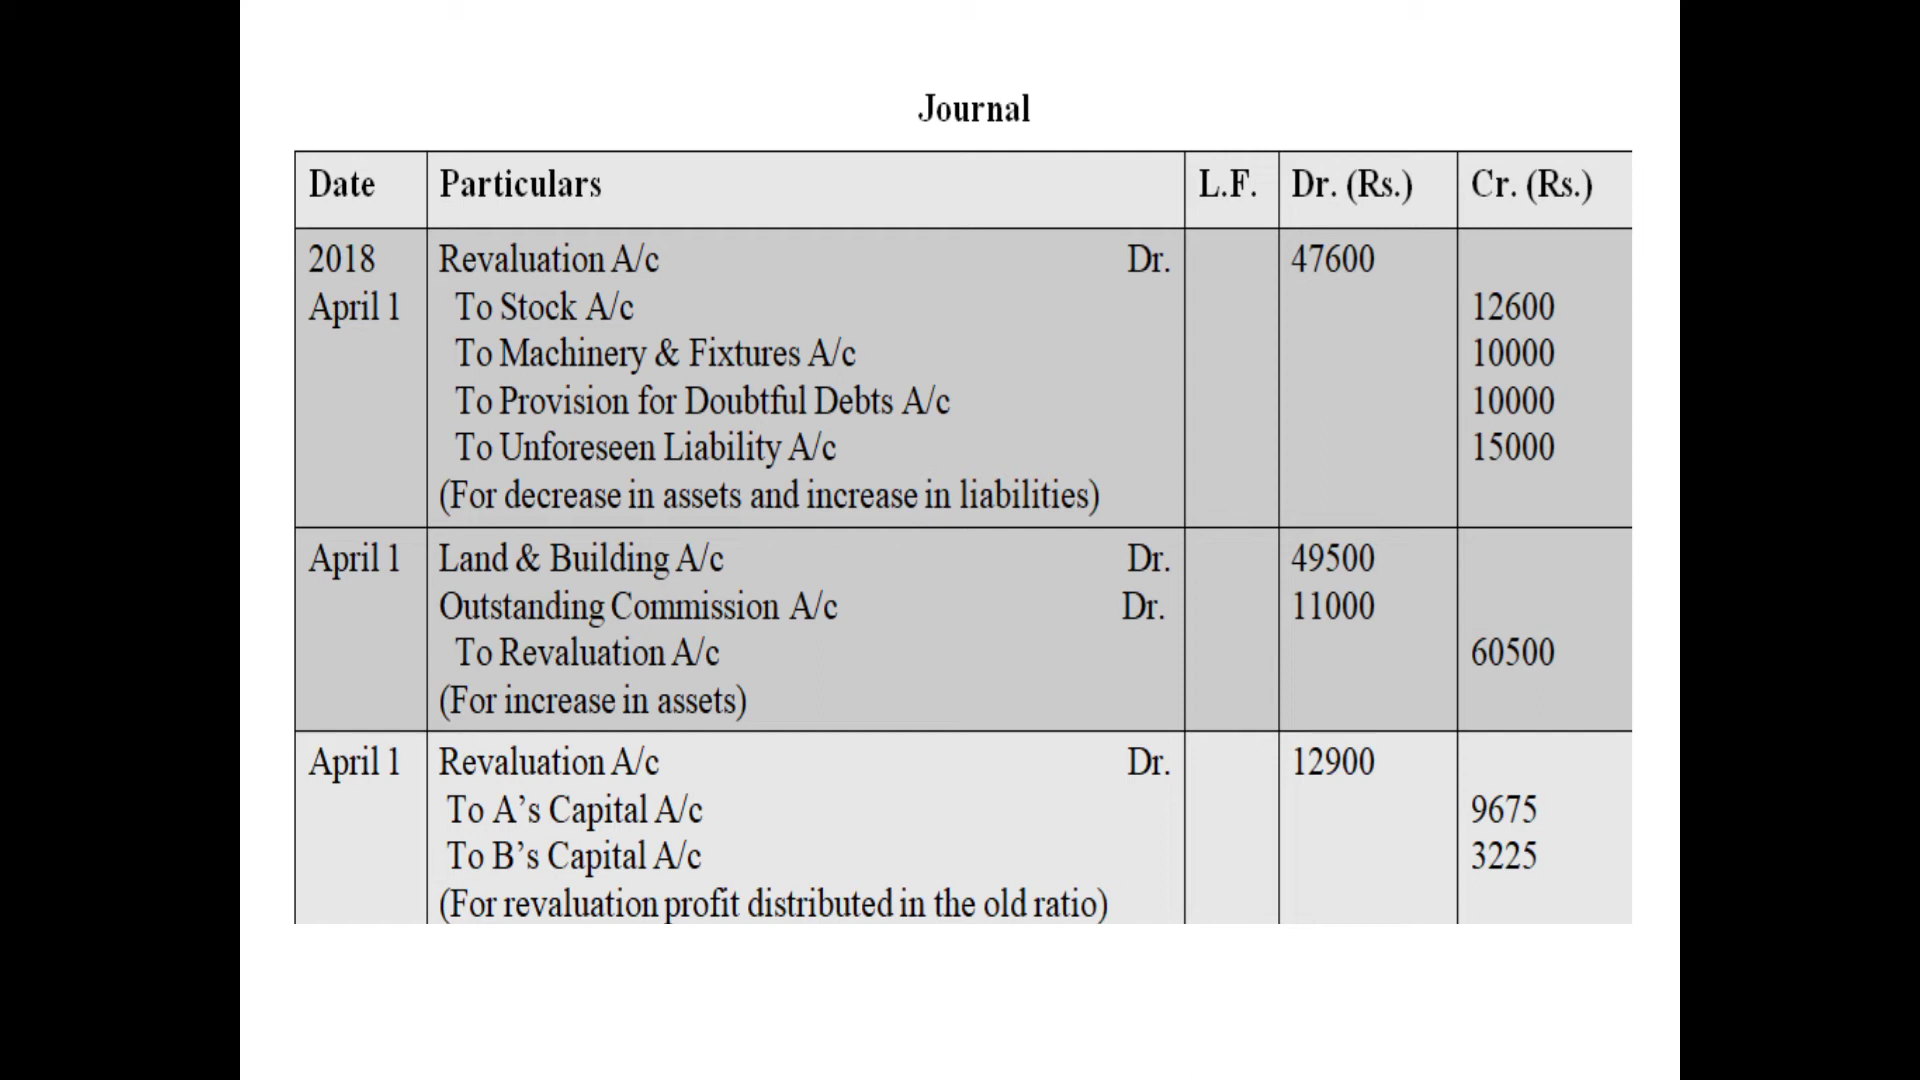 Journal
Date Particulars L.F. Dr. (Rs.) Cr. (Rs.)
2018 Revaluation A/c Dr. 47600
April 1 To Stock A/c 12600
To Machinery & Fixtures A/c 10000
To Provision for Doubtful Debts A/c 10000
To Unforeseen Liability A/c 15000
(For decrease in assets and increase in liabilities)
April 1 Land & Building A/c Dr. 49500
Outstanding Commission A/c Dr. 11000
To Revaluation A/c 60500
(For increase in assets)
April 1 Revaluation A/c Dr. 12900
To A’s Capital A/c 9675
To B’s Capital A/c 3225
(For revaluation profit distributed in the old ratio)